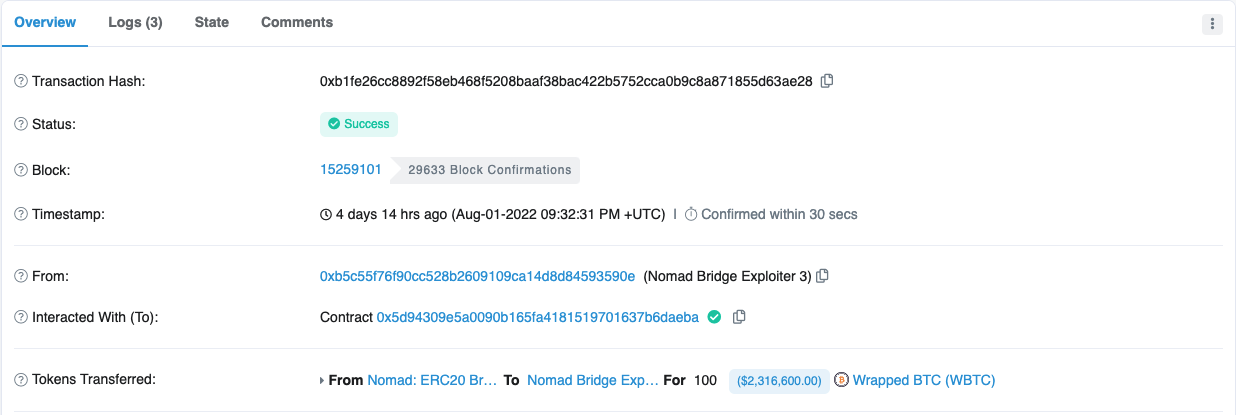 Overview Logs (3) State Comments
Transaction Hash: 0xb1fe26cc8892f58eb468f5208baaf38bac422b5752cca0b9c8a871855d63ae28
Status: Success
Block: 15259101 29633 Block Confirmations
Timestamp: 4 days 14 hrs ago (Aug-01-2022 09:32:31 PM +UTC) | Confirmed within 30 secs
From: 0xb5c55f76f90cc528b2609109ca14d8d84593590e (Nomad Bridge Exploiter 3)
Interacted With (To): Contract 0x5d94309e5a0090b165fa4181519701637b6daeba
Tokens Transferred: From Nomad: ERC20 Br... To Nomad Bridge Exp... For 100 ($2,316,600.00) Wrapped BTC (WBTC)